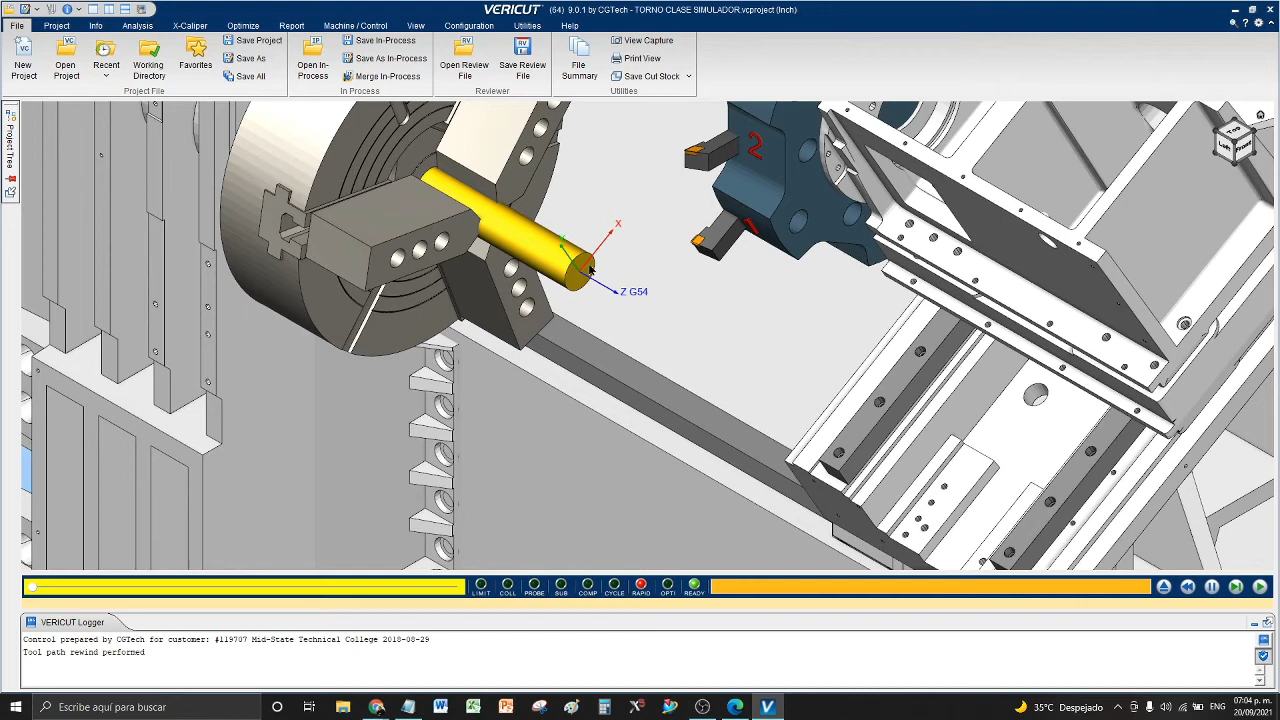 VERICUT. (64) 9.0.1 by CGTech - TORNO CLASE SIMULADOR.vcproject (Inch)
File Project Info Analysis X-Caliper Optimize Report Machine / Control View Configuration Utilities Help
New Project
Open Project
Recent
Working Directory
Favorites
Save Project
Save As
Save All
Project File
Open In-Process
Save In-Process
Save As In-Process
Merge In-Process
In Process
Open Review File
Save Review File
Reviewer
File Summary
View Capture
Print View
Save Cut Stock
Utilities
Project Tree
2
1
X
Z G54
Top
Left
Front
LIMIT COLL PROBE SUB COMP CYCLE RAPID OPTI READY
VERICUT Logger
Control prepared by CGTech for customer: #119707 Mid-State Technical College 2018-08-29
Tool path rewind performed
Escribe aquí para buscar
35°C Despejado
ENG
07:04 p. m.
20/09/2021